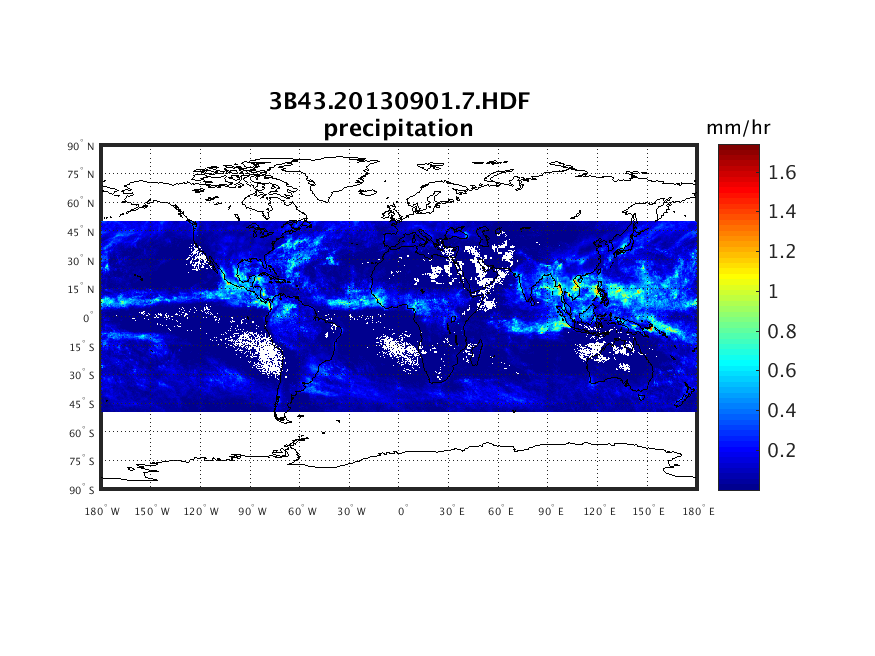 3B43.20130901.7.HDF
precipitation
mm/hr
90° N
75° N
60° N
45° N
30° N
15° N
0°
15° S
30° S
45° S
60° S
75° S
90° S
180° W 150° W 120° W 90° W 60° W 30° W 0° 30° E 60° E 90° E 120° E 150° E 180° E
1.6
1.4
1.2
1
0.8
0.6
0.4
0.2